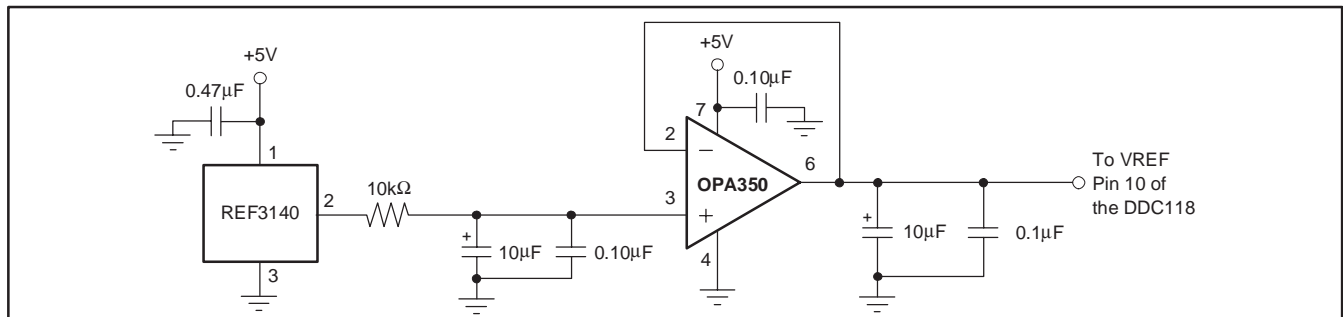 +5V
0.47μF
1
REF3140
2
3
10kΩ
+
10μF
0.10μF
+5V
0.10μF
7
2
−
OPA350
6
3
+
4
+
10μF
0.1μF
To VREF
Pin 10 of
the DDC118